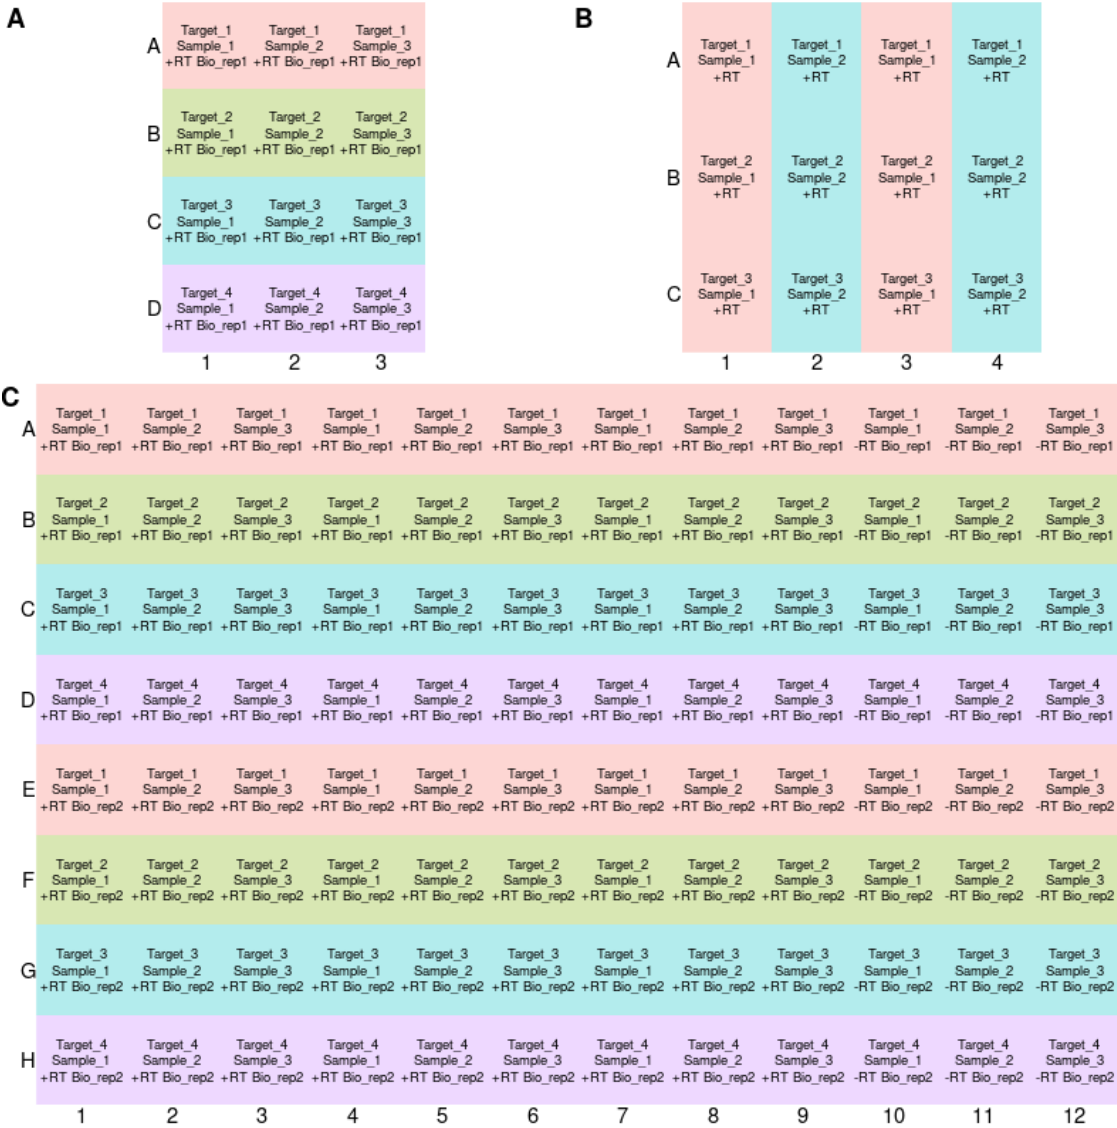 A
Target_1 Target_1 Target_1
A Sample_1 Sample_2 Sample_3
+RT Bio_rep1 +RT Bio_rep1 +RT Bio_rep1
Target_2 Target_2 Target_2
B Sample_1 Sample_2 Sample_3
+RT Bio_rep1 +RT Bio_rep1 +RT Bio_rep1
Target_3 Target_3 Target_3
C Sample_1 Sample_2 Sample_3
+RT Bio_rep1 +RT Bio_rep1 +RT Bio_rep1
Target_4 Target_4 Target_4
D Sample_1 Sample_2 Sample_3
+RT Bio_rep1 +RT Bio_rep1 +RT Bio_rep1
1 2 3
B
Target_1 Target_1 Target_1 Target_1
A Sample_1 Sample_2 Sample_1 Sample_2
+RT +RT +RT +RT
Target_2 Target_2 Target_2 Target_2
B Sample_1 Sample_2 Sample_1 Sample_2
+RT +RT +RT +RT
Target_3 Target_3 Target_3 Target_3
C Sample_1 Sample_2 Sample_1 Sample_2
+RT +RT +RT +RT
1 2 3 4
C
Target_1 Target_1 Target_1 Target_1 Target_1 Target_1 Target_1 Target_1 Target_1 Target_1 Target_1 Target_1
A Sample_1 Sample_2 Sample_3 Sample_1 Sample_2 Sample_3 Sample_1 Sample_2 Sample_3 Sample_1 Sample_2 Sample_3
+RT Bio_rep1 +RT Bio_rep1 +RT Bio_rep1 +RT Bio_rep1 +RT Bio_rep1 +RT Bio_rep1 +RT Bio_rep1 +RT Bio_rep1 +RT Bio_rep1 -RT Bio_rep1 -RT Bio_rep1 -RT Bio_rep1
Target_2 Target_2 Target_2 Target_2 Target_2 Target_2 Target_2 Target_2 Target_2 Target_2 Target_2 Target_2
B Sample_1 Sample_2 Sample_3 Sample_1 Sample_2 Sample_3 Sample_1 Sample_2 Sample_3 Sample_1 Sample_2 Sample_3
+RT Bio_rep1 +RT Bio_rep1 +RT Bio_rep1 +RT Bio_rep1 +RT Bio_rep1 +RT Bio_rep1 +RT Bio_rep1 +RT Bio_rep1 +RT Bio_rep1 -RT Bio_rep1 -RT Bio_rep1 -RT Bio_rep1
Target_3 Target_3 Target_3 Target_3 Target_3 Target_3 Target_3 Target_3 Target_3 Target_3 Target_3 Target_3
C Sample_1 Sample_2 Sample_3 Sample_1 Sample_2 Sample_3 Sample_1 Sample_2 Sample_3 Sample_1 Sample_2 Sample_3
+RT Bio_rep1 +RT Bio_rep1 +RT Bio_rep1 +RT Bio_rep1 +RT Bio_rep1 +RT Bio_rep1 +RT Bio_rep1 +RT Bio_rep1 +RT Bio_rep1 -RT Bio_rep1 -RT Bio_rep1 -RT Bio_rep1
Target_4 Target_4 Target_4 Target_4 Target_4 Target_4 Target_4 Target_4 Target_4 Target_4 Target_4 Target_4
D Sample_1 Sample_2 Sample_3 Sample_1 Sample_2 Sample_3 Sample_1 Sample_2 Sample_3 Sample_1 Sample_2 Sample_3
+RT Bio_rep1 +RT Bio_rep1 +RT Bio_rep1 +RT Bio_rep1 +RT Bio_rep1 +RT Bio_rep1 +RT Bio_rep1 +RT Bio_rep1 +RT Bio_rep1 -RT Bio_rep1 -RT Bio_rep1 -RT Bio_rep1
Target_1 Target_1 Target_1 Target_1 Target_1 Target_1 Target_1 Target_1 Target_1 Target_1 Target_1 Target_1
E Sample_1 Sample_2 Sample_3 Sample_1 Sample_2 Sample_3 Sample_1 Sample_2 Sample_3 Sample_1 Sample_2 Sample_3
+RT Bio_rep2 +RT Bio_rep2 +RT Bio_rep2 +RT Bio_rep2 +RT Bio_rep2 +RT Bio_rep2 +RT Bio_rep2 +RT Bio_rep2 +RT Bio_rep2 -RT Bio_rep2 -RT Bio_rep2 -RT Bio_rep2
Target_2 Target_2 Target_2 Target_2 Target_2 Target_2 Target_2 Target_2 Target_2 Target_2 Target_2 Target_2
F Sample_1 Sample_2 Sample_3 Sample_1 Sample_2 Sample_3 Sample_1 Sample_2 Sample_3 Sample_1 Sample_2 Sample_3
+RT Bio_rep2 +RT Bio_rep2 +RT Bio_rep2 +RT Bio_rep2 +RT Bio_rep2 +RT Bio_rep2 +RT Bio_rep2 +RT Bio_rep2 +RT Bio_rep2 -RT Bio_rep2 -RT Bio_rep2 -RT Bio_rep2
Target_3 Target_3 Target_3 Target_3 Target_3 Target_3 Target_3 Target_3 Target_3 Target_3 Target_3 Target_3
G Sample_1 Sample_2 Sample_3 Sample_1 Sample_2 Sample_3 Sample_1 Sample_2 Sample_3 Sample_1 Sample_2 Sample_3
+RT Bio_rep2 +RT Bio_rep2 +RT Bio_rep2 +RT Bio_rep2 +RT Bio_rep2 +RT Bio_rep2 +RT Bio_rep2 +RT Bio_rep2 +RT Bio_rep2 -RT Bio_rep2 -RT Bio_rep2 -RT Bio_rep2
Target_4 Target_4 Target_4 Target_4 Target_4 Target_4 Target_4 Target_4 Target_4 Target_4 Target_4 Target_4
H Sample_1 Sample_2 Sample_3 Sample_1 Sample_2 Sample_3 Sample_1 Sample_2 Sample_3 Sample_1 Sample_2 Sample_3
+RT Bio_rep2 +RT Bio_rep2 +RT Bio_rep2 +RT Bio_rep2 +RT Bio_rep2 +RT Bio_rep2 +RT Bio_rep2 +RT Bio_rep2 +RT Bio_rep2 -RT Bio_rep2 -RT Bio_rep2 -RT Bio_rep2
1 2 3 4 5 6 7 8 9 10 11 12